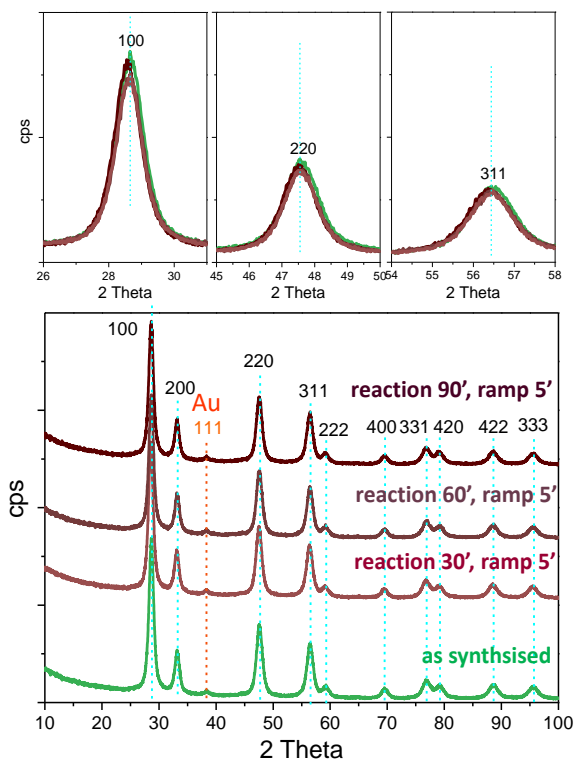 100
220
311
cps
26 28 30
45 46 47 48 49 50
54 55 56 57 58
2 Theta
2 Theta
2 Theta
100
200
Au
111
220
311
222
reaction 90’, ramp 5’
400
331
420
422
333
reaction 60’, ramp 5’
reaction 30’, ramp 5’
as synthsised
cps
10 20 30 40 50 60 70 80 90 100
2 Theta